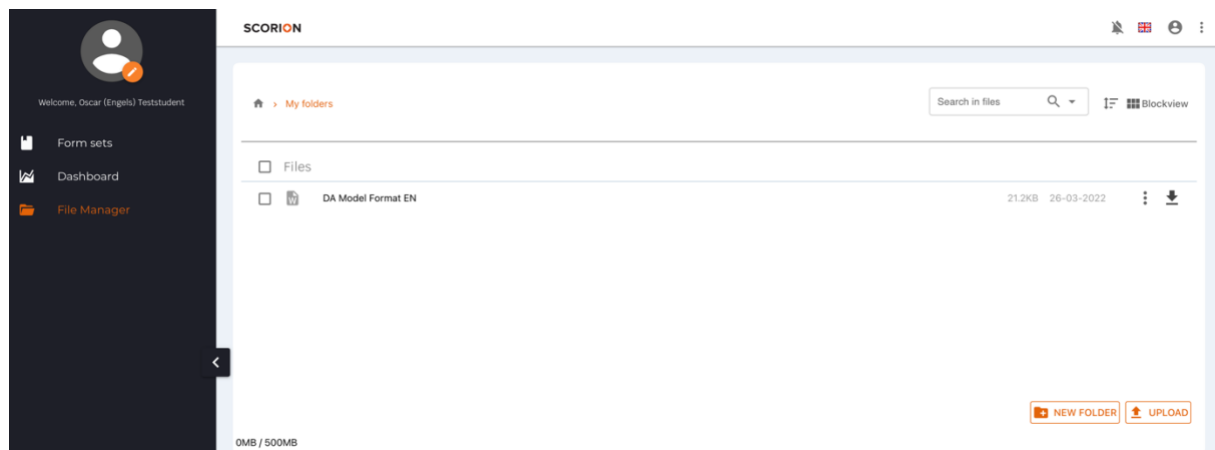 SCORION
Welcome, Oscar (Engels) Teststudent
Form sets
Dashboard
File Manager
My folders
Search in files
Blockview
Files
DA Model Format EN 21.2KB 26-03-2022
NEW FOLDER UPLOAD
0MB / 500MB